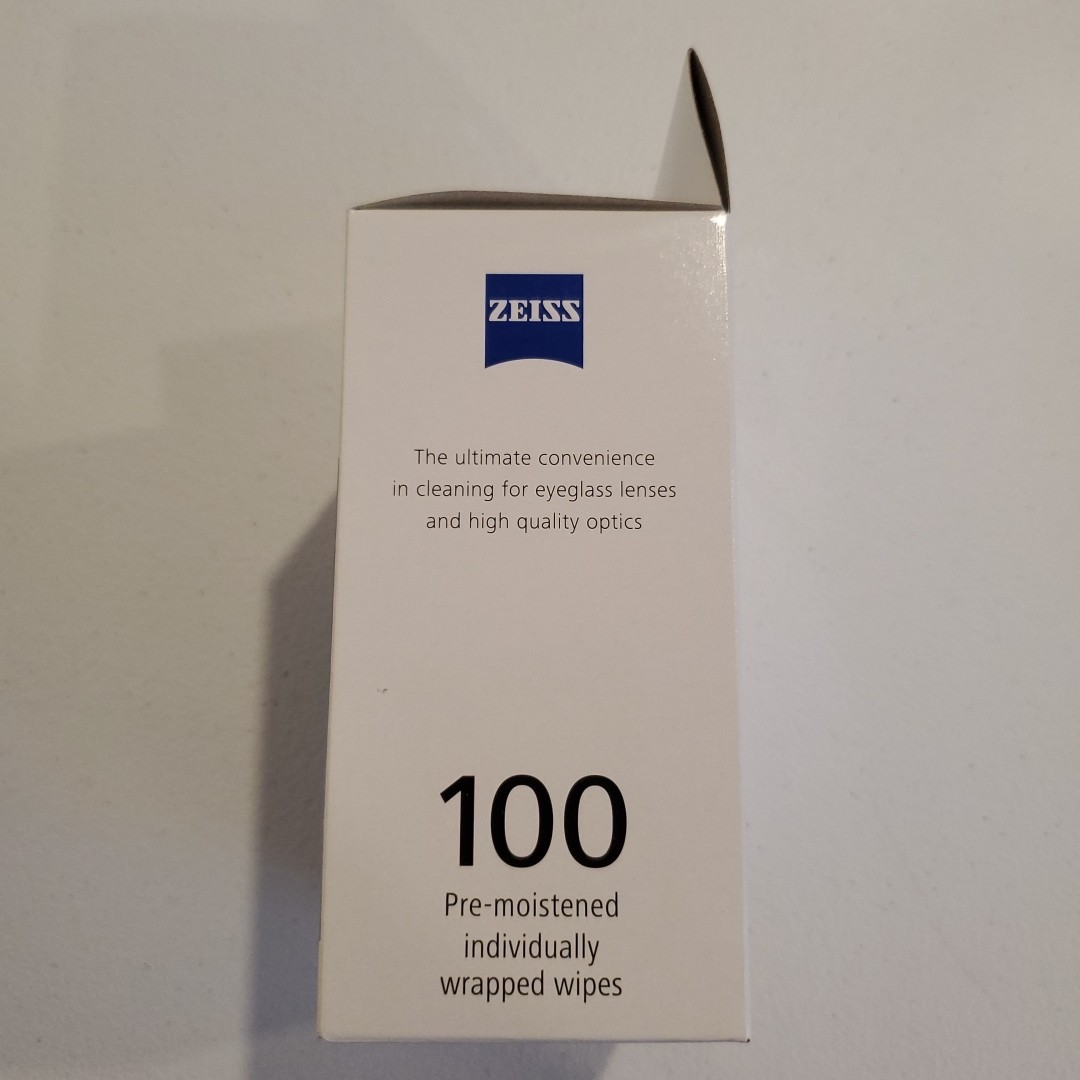 ZEISS
The ultimate convenience
in cleaning for eyeglass lenses
and high quality optics
100
Pre-moistened
individually
wrapped wipes